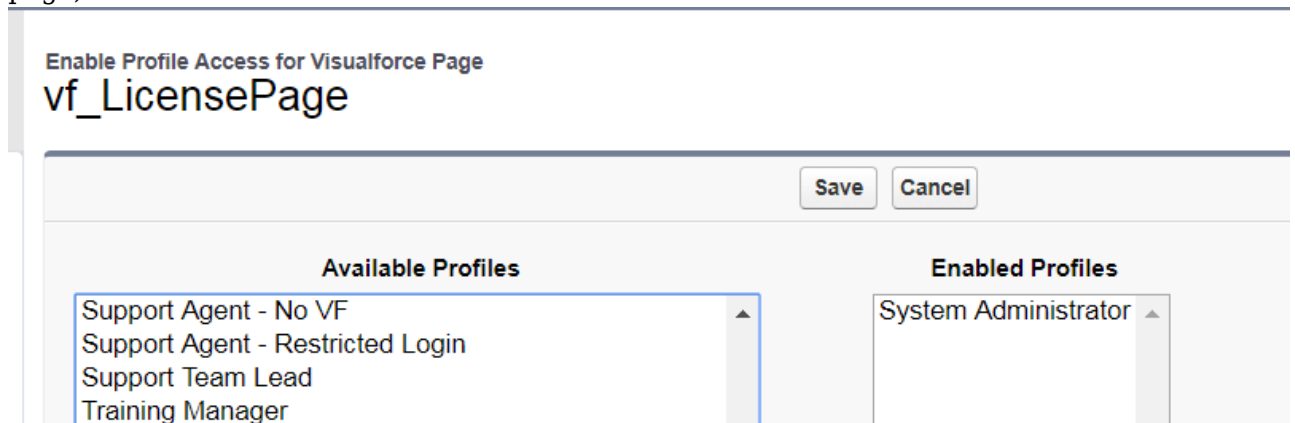 Enable Profile Access for Visualforce Page
vf_LicensePage
Save Cancel
Available Profiles Enabled Profiles
Support Agent - No VF System Administrator
Support Agent - Restricted Login
Support Team Lead
Training Manager